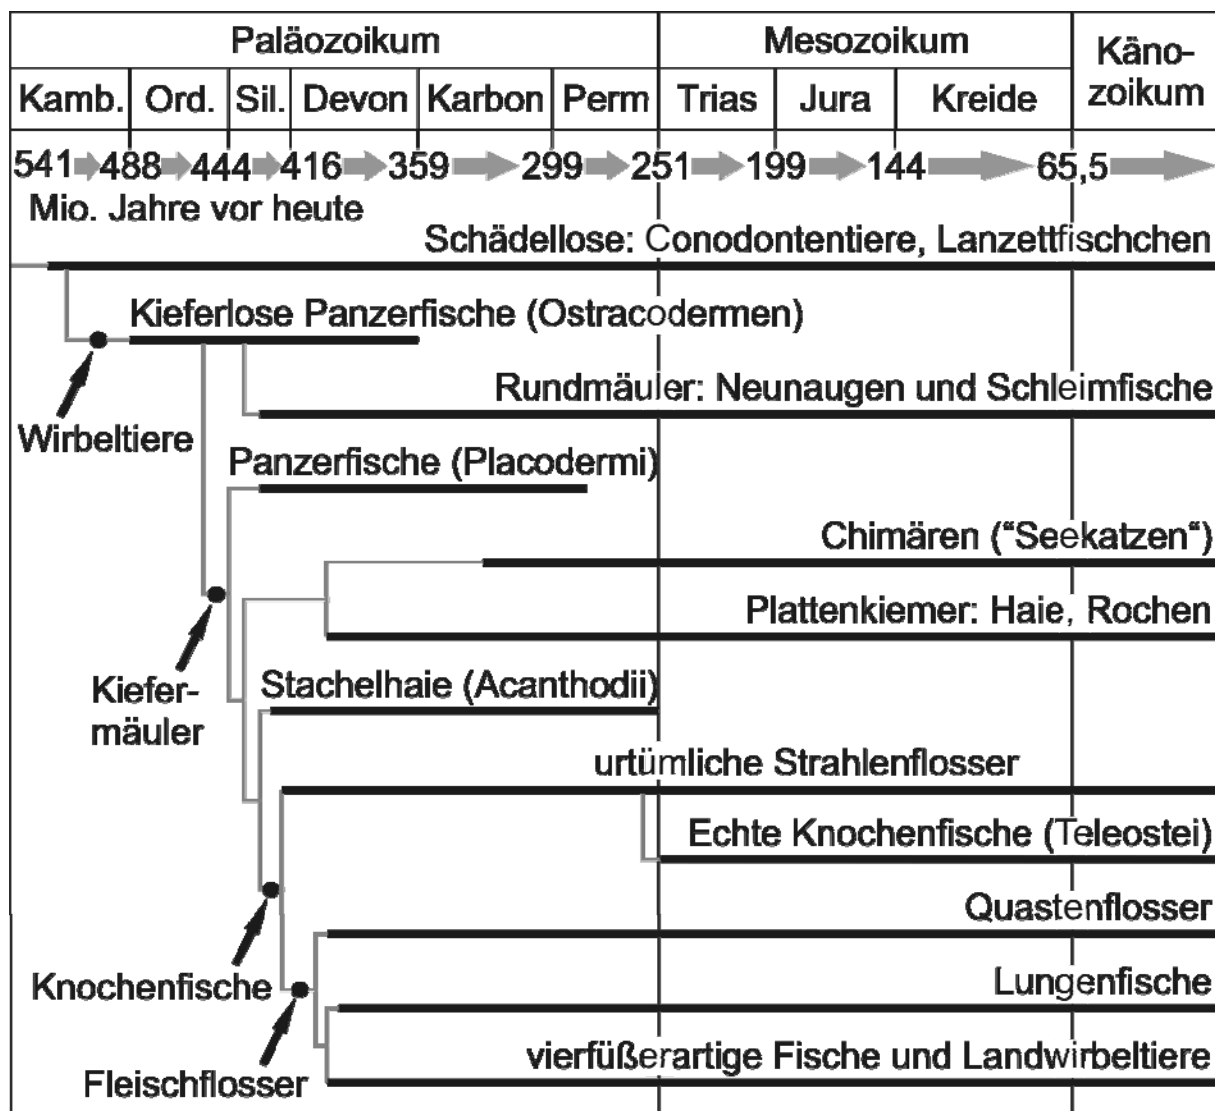 Paläozoikum
Mesozoikum
Käno-
zoikum
Kamb. Ord. Sil. Devon Karbon Perm Trias Jura Kreide
541 488 444 416 359 299 251 199 144 65,5
Mio. Jahre vor heute
Schädellose: Conodontentiere, Lanzettfischchen
Kieferlose Panzerfische (Ostracodermen)
Rundmäuler: Neunaugen und Schleimfische
Wirbeltiere
Panzerfische (Placodermi)
Chimären ("Seekatzen“)
Plattenkiemer: Haie, Rochen
Kiefer-
mäuler
Stachelhaie (Acanthodii)
urtümliche Strahlenflosser
Echte Knochenfische (Teleostei)
Quastenflosser
Knochenfische
Lungenfische
vierfüßerartige Fische und Landwirbeltiere
Fleischflosser